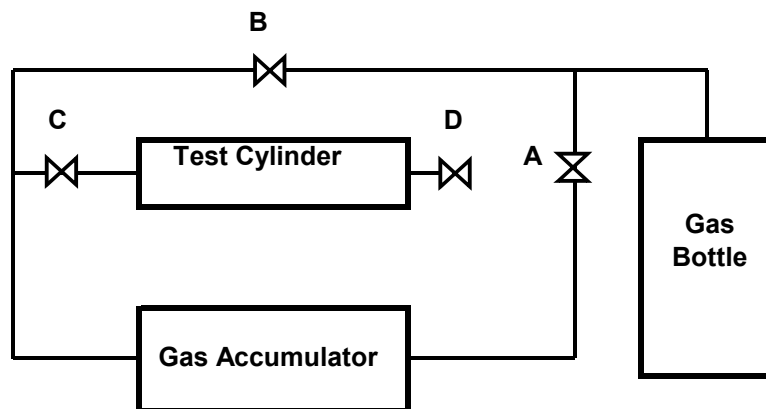 B
C
D
Test Cylinder
A
Gas
Bottle
Gas Accumulator